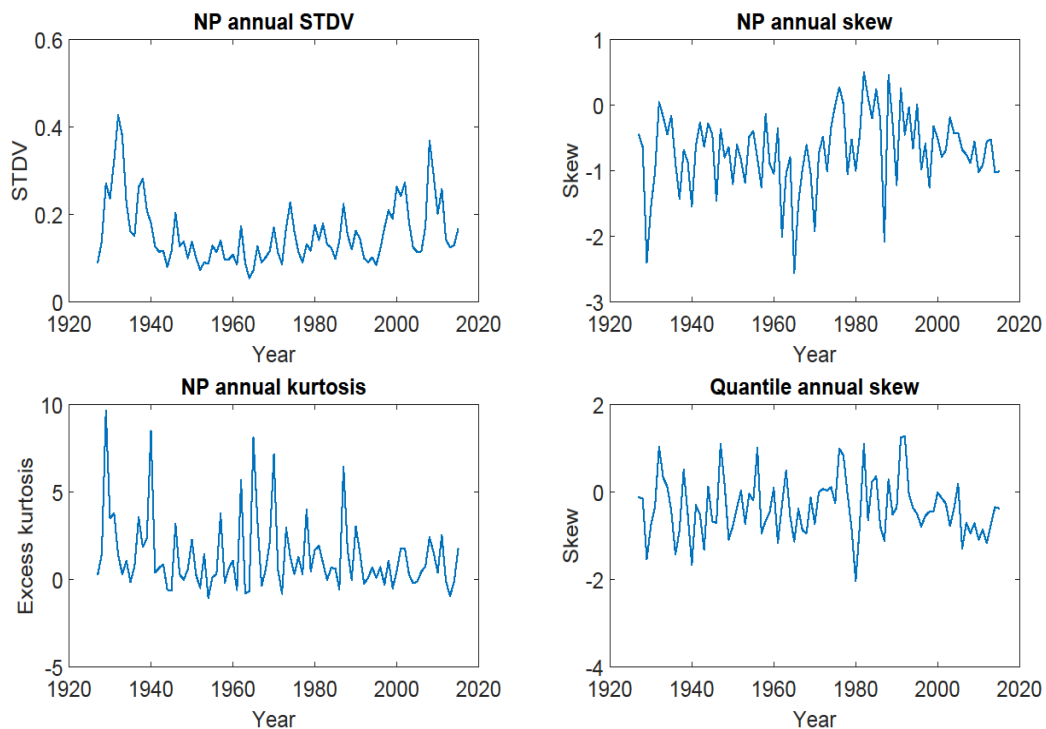 NP annual STDV
0.6
0.4
0.2
0
STDV
1920 1940 1960 1980 2000 2020
Year
NP annual skew
1
0
-1
-2
-3
Skew
1920 1940 1960 1980 2000 2020
Year
NP annual kurtosis
10
5
0
-5
Excess kurtosis
1920 1940 1960 1980 2000 2020
Year
Quantile annual skew
2
0
-2
-4
Skew
1920 1940 1960 1980 2000 2020
Year